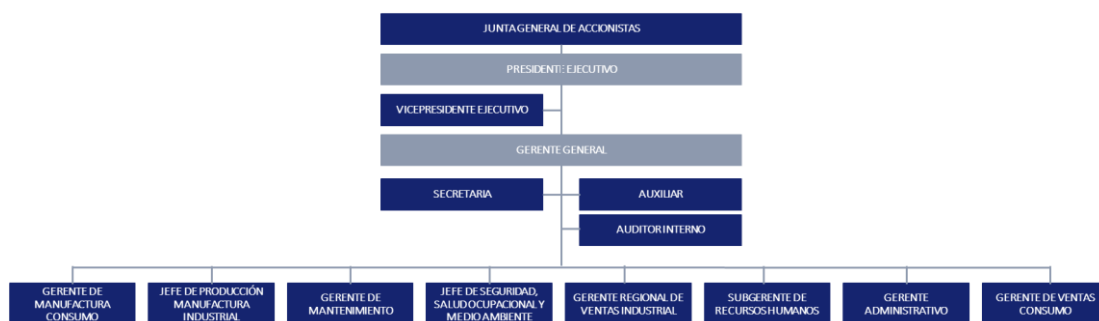 JUNTA GENERAL DE ACCIONISTAS
PRESIDENTE EJECUTIVO
VICEPRESIDENTE EJECUTIVO
GERENTE GENERAL
SECRETARIA
AUXILIAR
AUDITOR INTERNO
GERENTE DE
MANUFACTURA
CONSUMO
JEFE DE PRODUCCIÓN
MANUFACTURA
INDUSTRIAL
GERENTE DE
MANTENIMIENTO
JEFE DE SEGURIDAD,
SALUD OCUPACIONAL Y
MEDIO AMBIENTE
GERENTE REGIONAL DE
VENTAS INDUSTRIAL
SUBGERENTE DE
RECURSOS HUMANOS
GERENTE
ADMINISTRATIVO
GERENTE DE VENTAS
CONSUMO